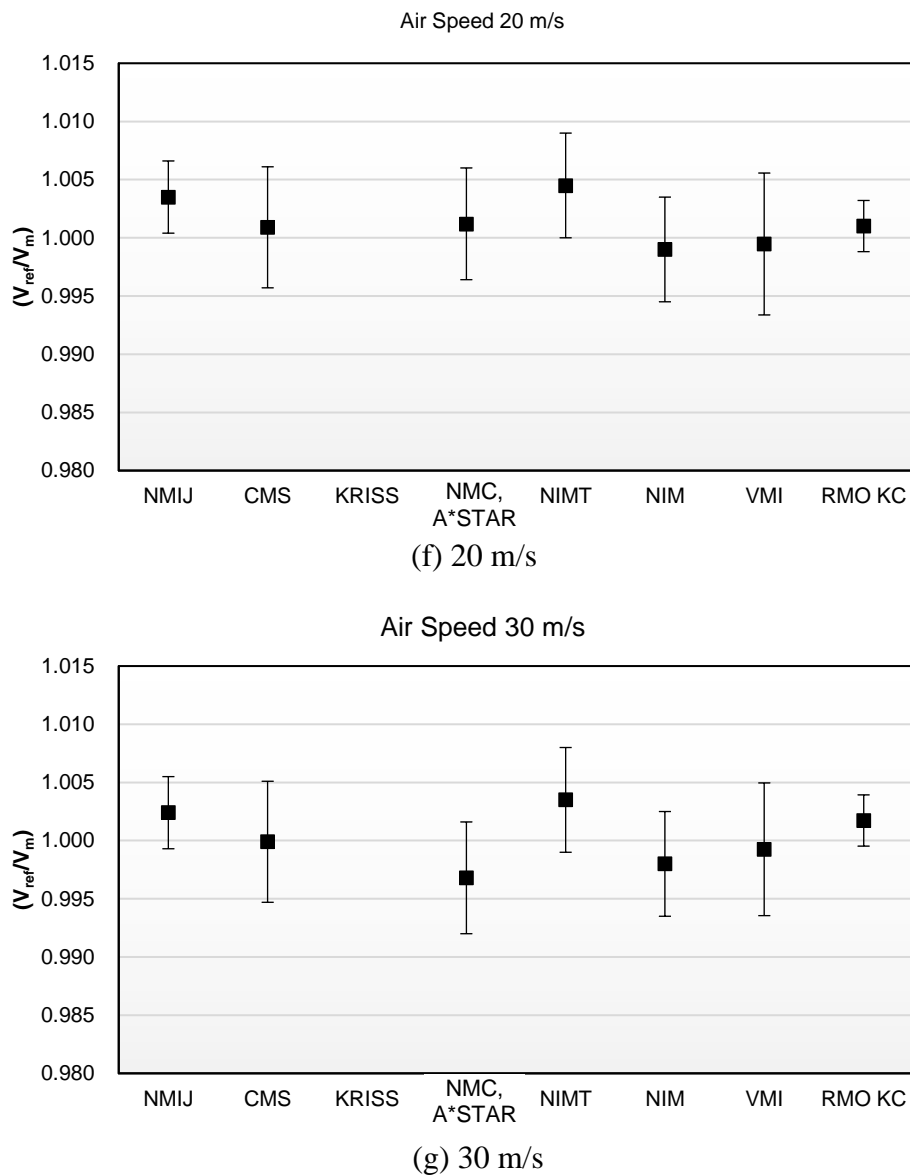 Air Speed 20 m/s
1.015
1.010
1.005
1.000
0.995
0.990
0.985
0.980
(Vref/Vm)
NMIJ CMS KRISS NMC, A*STAR NIMT NIM VMI RMO KC
(f) 20 m/s
Air Speed 30 m/s
1.015
1.010
1.005
1.000
0.995
0.990
0.985
0.980
(Vref/Vm)
NMIJ CMS KRISS NMC, A*STAR NIMT NIM VMI RMO KC
(g) 30 m/s